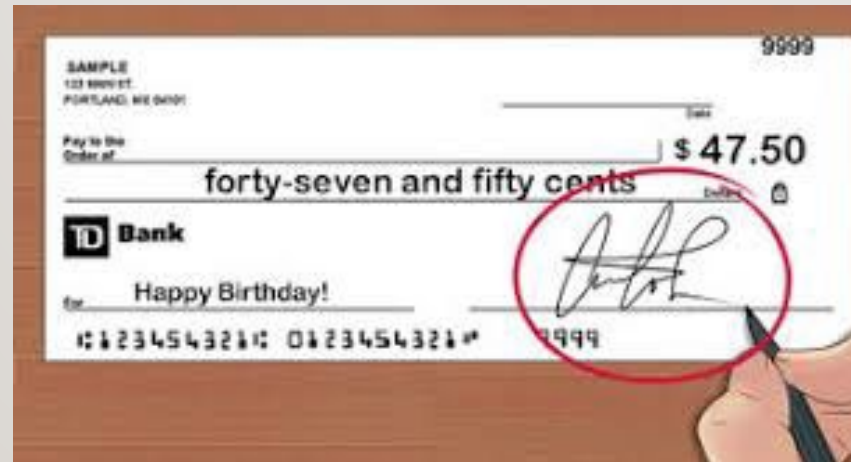 9999
SAMPLE
123 MAIN ST.
PORTLAND, ME 04101
Date
Pay to the
Order of
$ 47.50
forty-seven and fifty cents
Dollars
TD Bank
For Happy Birthday!
⑆123454321⑆ 0123454321⑈ 9999